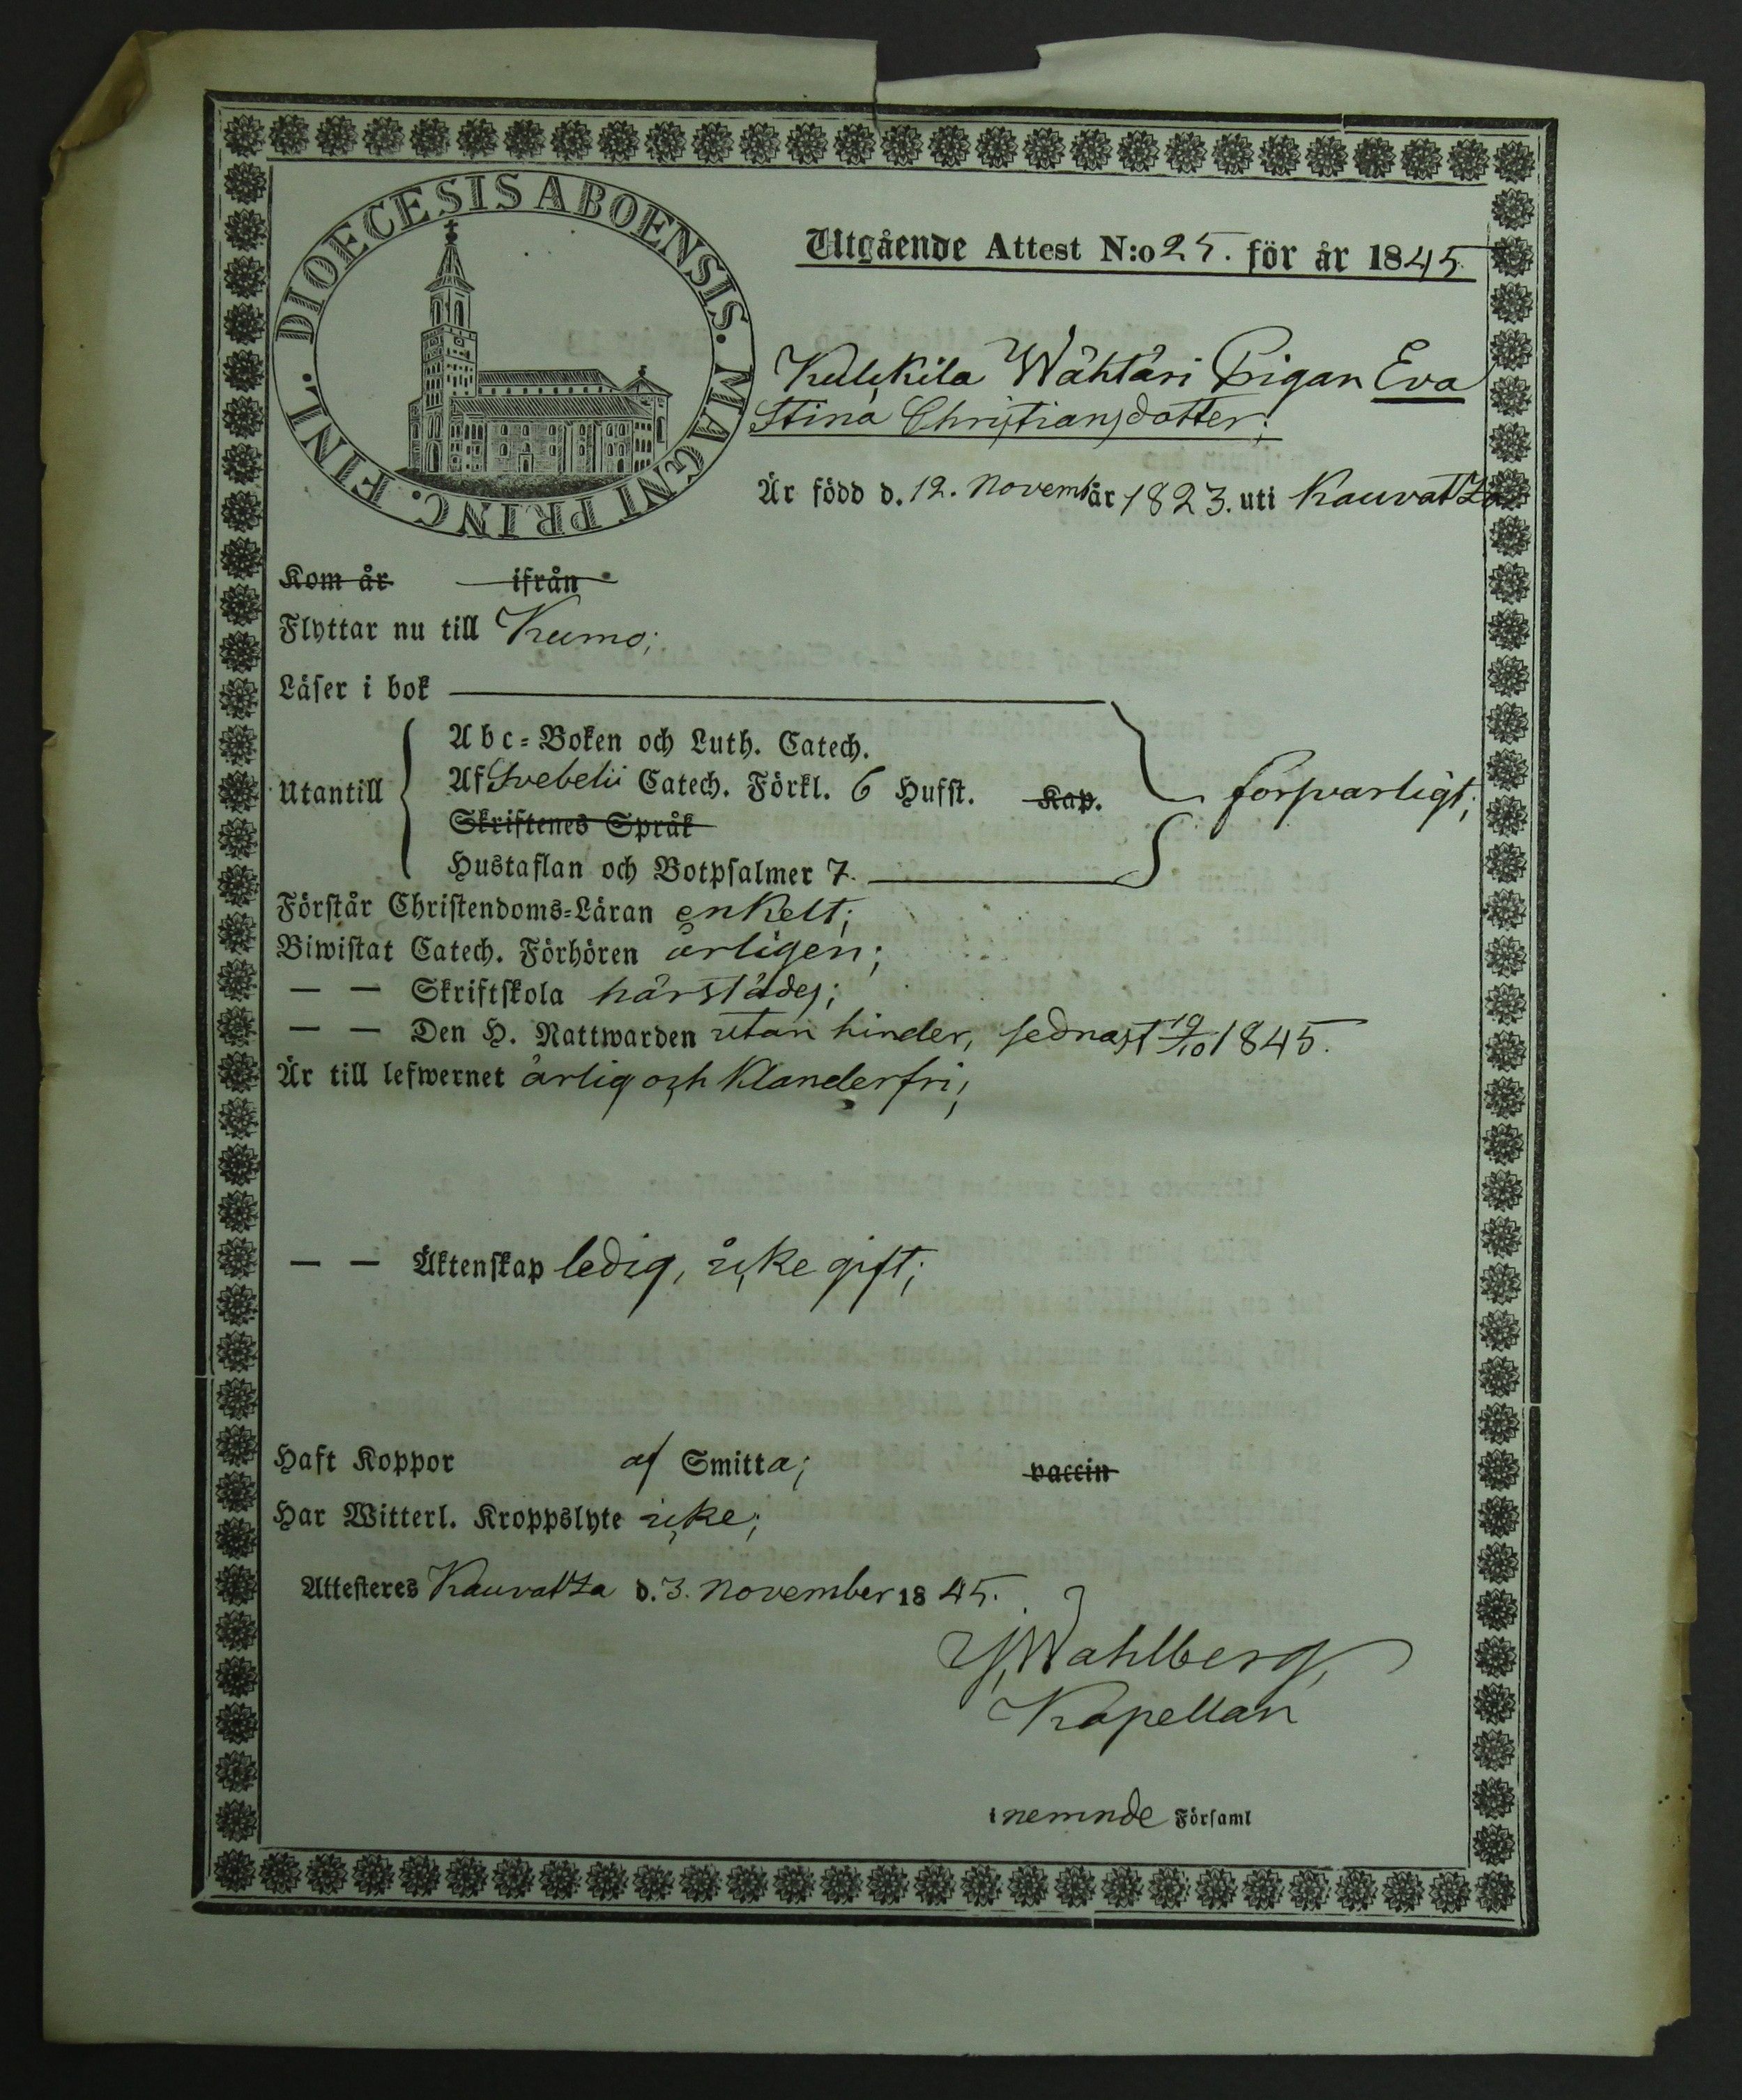 DIOECESIS ABOENSIS. MAGNI PRINC. FINL.
Utgående Attest N:o 25. för år 1845.
Kulkkila Wähtäri Pigan Eva
Stina Christiansdotter;
Är född d. 12. Novemb. år 1823. uti Kauvatza
Kom år ifrån
Flyttar nu till Kumo;
Läser i bok
Abc-Boken och Luth. Catech.
Utantill
Af Svebelii Catech. Förkl. 6 Hufst. Kap.
försvarligt;
Skriftenes Språk
Hustaflan och Botpsalmer 7.
Förstår Christendoms-Läran enkelt;
Biwistat Catech. Förhören årligen;
— — Skriftskola härstädes;
— — Den H. Nattwarden utan hinder, sednast 19/10 1845.
Är till lefwernet ärlig och klanderfri;
— — Äktenskap ledig, icke gift;
Haft Koppor af Smitta; vaccin
Har Witterl. Kroppslyte icke;
Attesteres Kauvatza d. 3. November 1845.
Wahlberg
Kapellan
i nemnde Församl